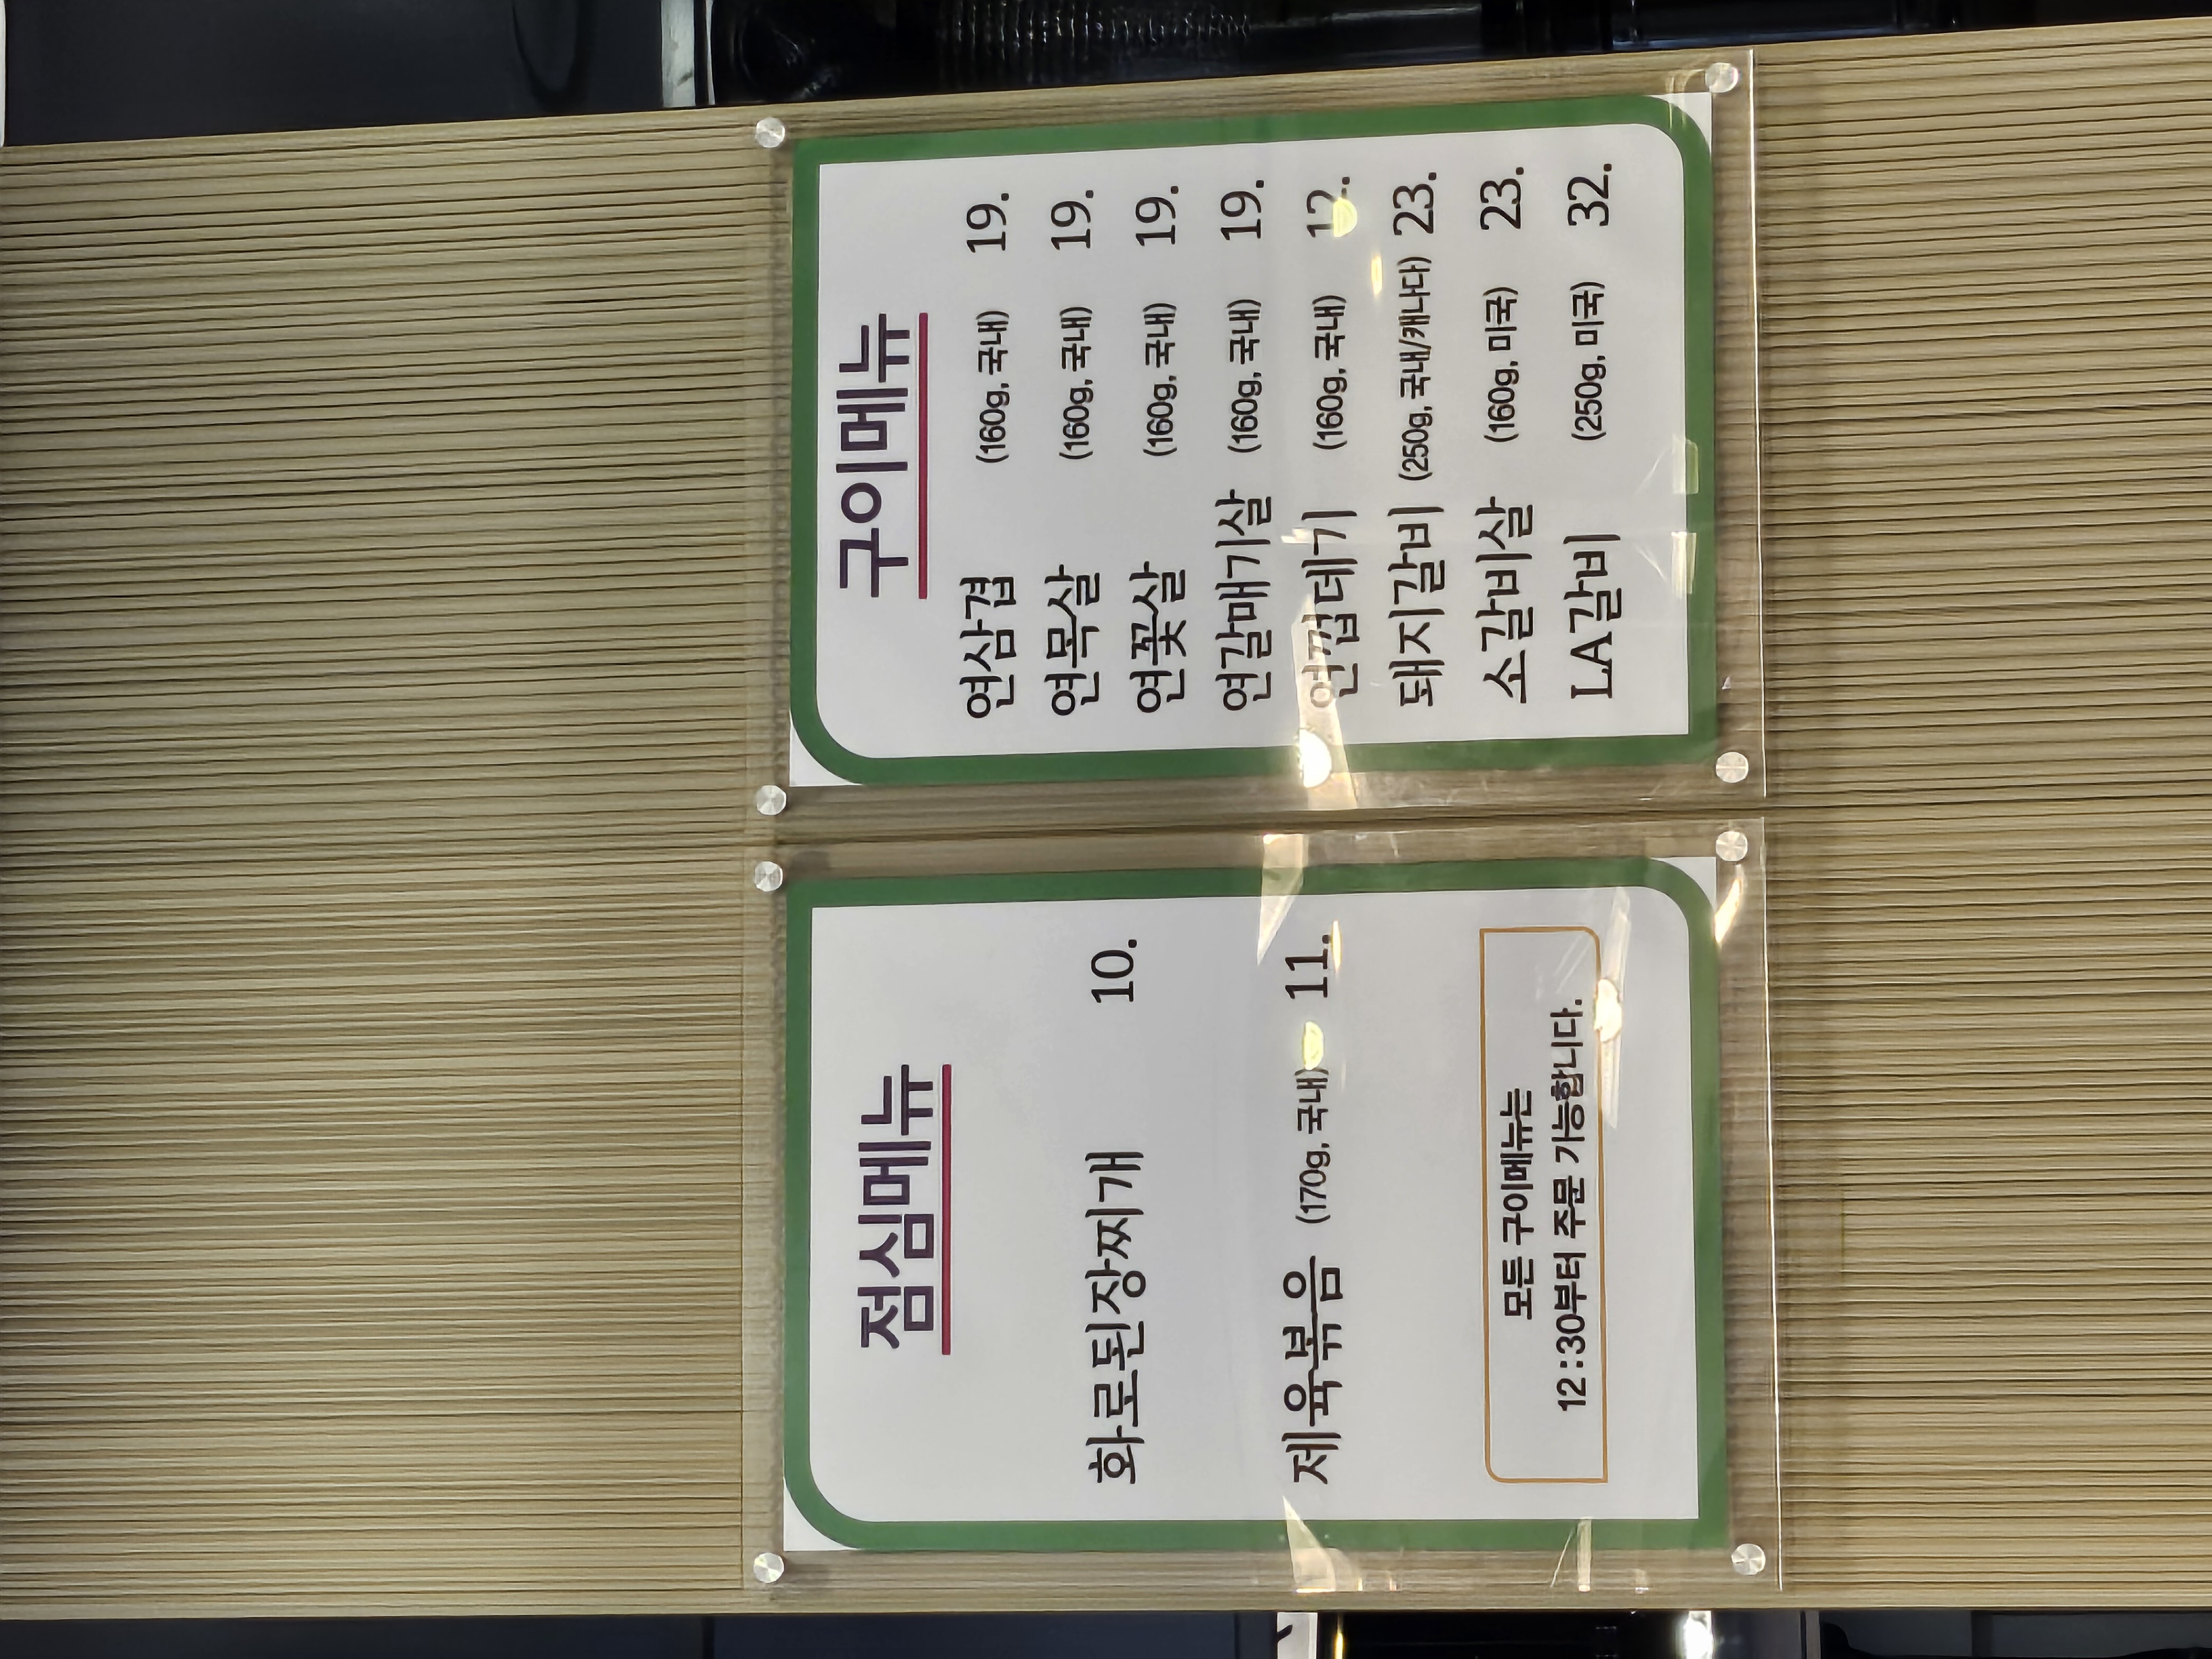 점심메뉴
화로된장찌개 10.
제육볶음 (170g, 국내) 11.
모든 구이메뉴는
12:30부터 주문 가능합니다.
구이메뉴
연삼겹 (160g, 국내) 19.
연목살 (160g, 국내) 19.
연꽃살 (160g, 국내) 19.
연갈매기살 (160g, 국내) 19.
연껍데기 (160g, 국내) 12.
돼지갈비 (250g, 국내/캐나다) 23.
소갈비살 (160g, 미국) 23.
LA갈비 (250g, 미국) 32.